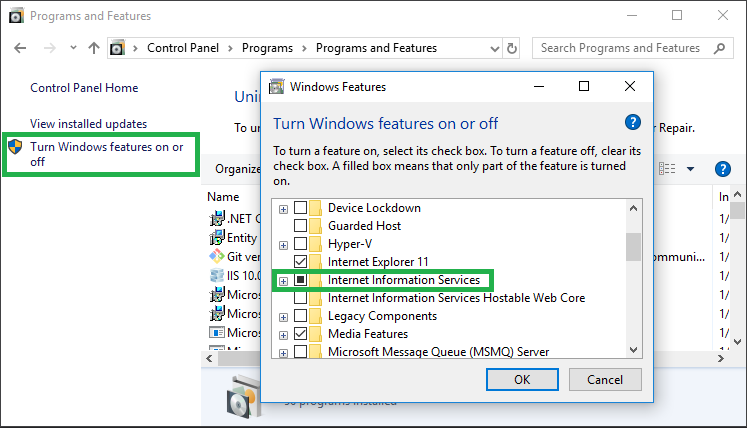 Programs and Features
Control Panel > Programs > Programs and Features
Search Programs and Features
Control Panel Home
View installed updates
Turn Windows features on or
off
Organize
Name
.NET C
Entity
Git ver
IIS 10.0
Micros
Micros
Micros
Micros
Repair.
In
1/
1/
1/
1/
1/
1/
1/
ommuni...
programs installed
Windows Features
Turn Windows features on or off
To turn a feature on, select its check box. To turn a feature off, clear its
check box. A filled box means that only part of the feature is turned
on.
Device Lockdown
Guarded Host
Hyper-V
Internet Explorer 11
Internet Information Services
Internet Information Services Hostable Web Core
Legacy Components
Media Features
Microsoft Message Queue (MSMQ) Server
OK
Cancel